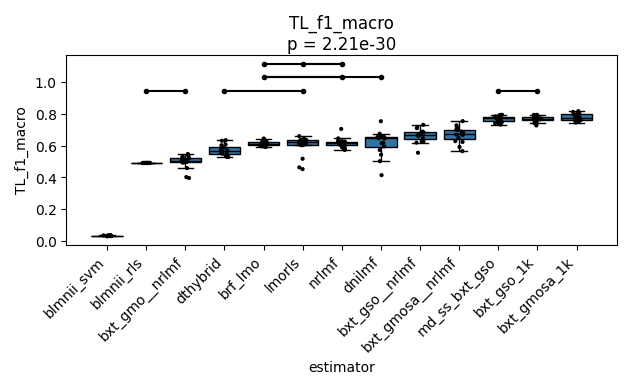 TL_f1_macro
p = 2.21e-30
TL_f1_macro
1.0
0.8
0.6
0.4
0.2
0.0
blmnii_svm
blmnii_rls
bxt_gmo__nrlmf
dthybrid
brf_lmo
lmorls
nrlmf
dnilmf
bxt_gso__nrlmf
bxt_gmosa__nrlmf
md_ss_bxt_gso
bxt_gso_1k
bxt_gmosa_1k
estimator